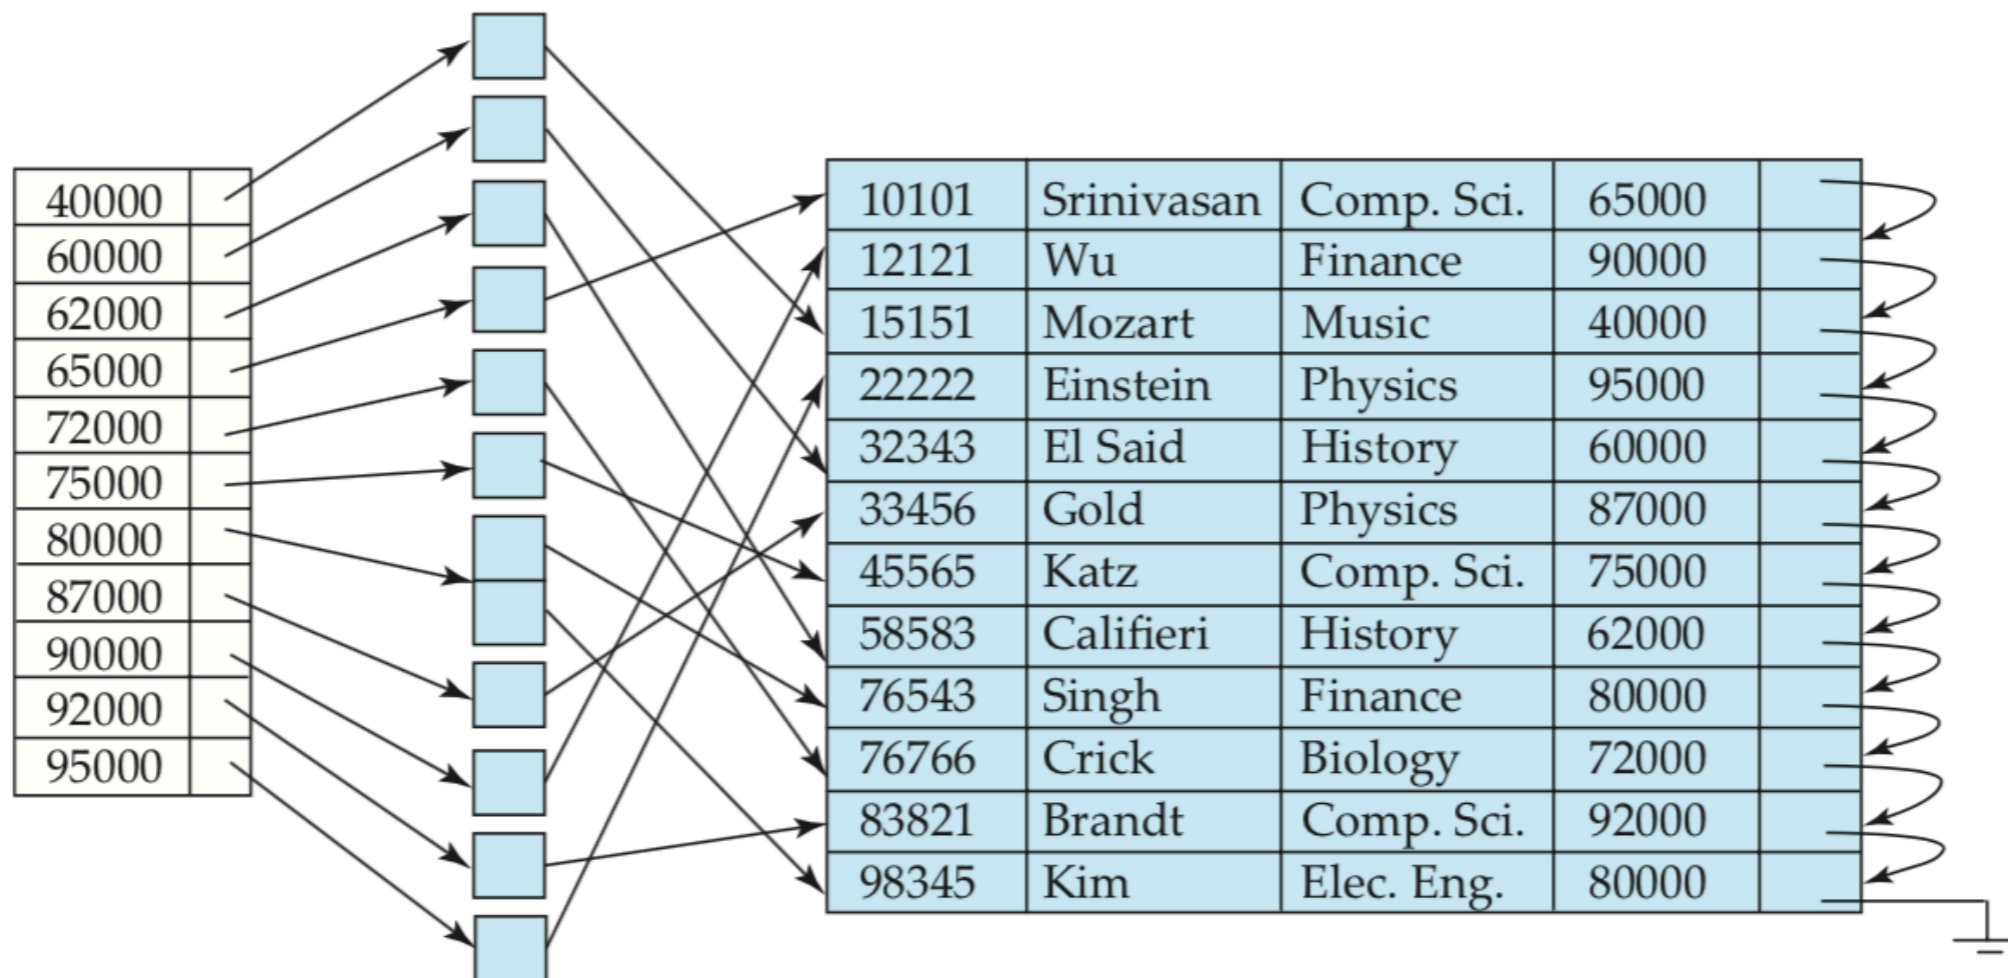 40000
60000
62000
65000
72000
75000
80000
87000
90000
92000
95000
10101 Srinivasan Comp. Sci. 65000
12121 Wu Finance 90000
15151 Mozart Music 40000
22222 Einstein Physics 95000
32343 El Said History 60000
33456 Gold Physics 87000
45565 Katz Comp. Sci. 75000
58583 Califieri History 62000
76543 Singh Finance 80000
76766 Crick Biology 72000
83821 Brandt Comp. Sci. 92000
98345 Kim Elec. Eng. 80000